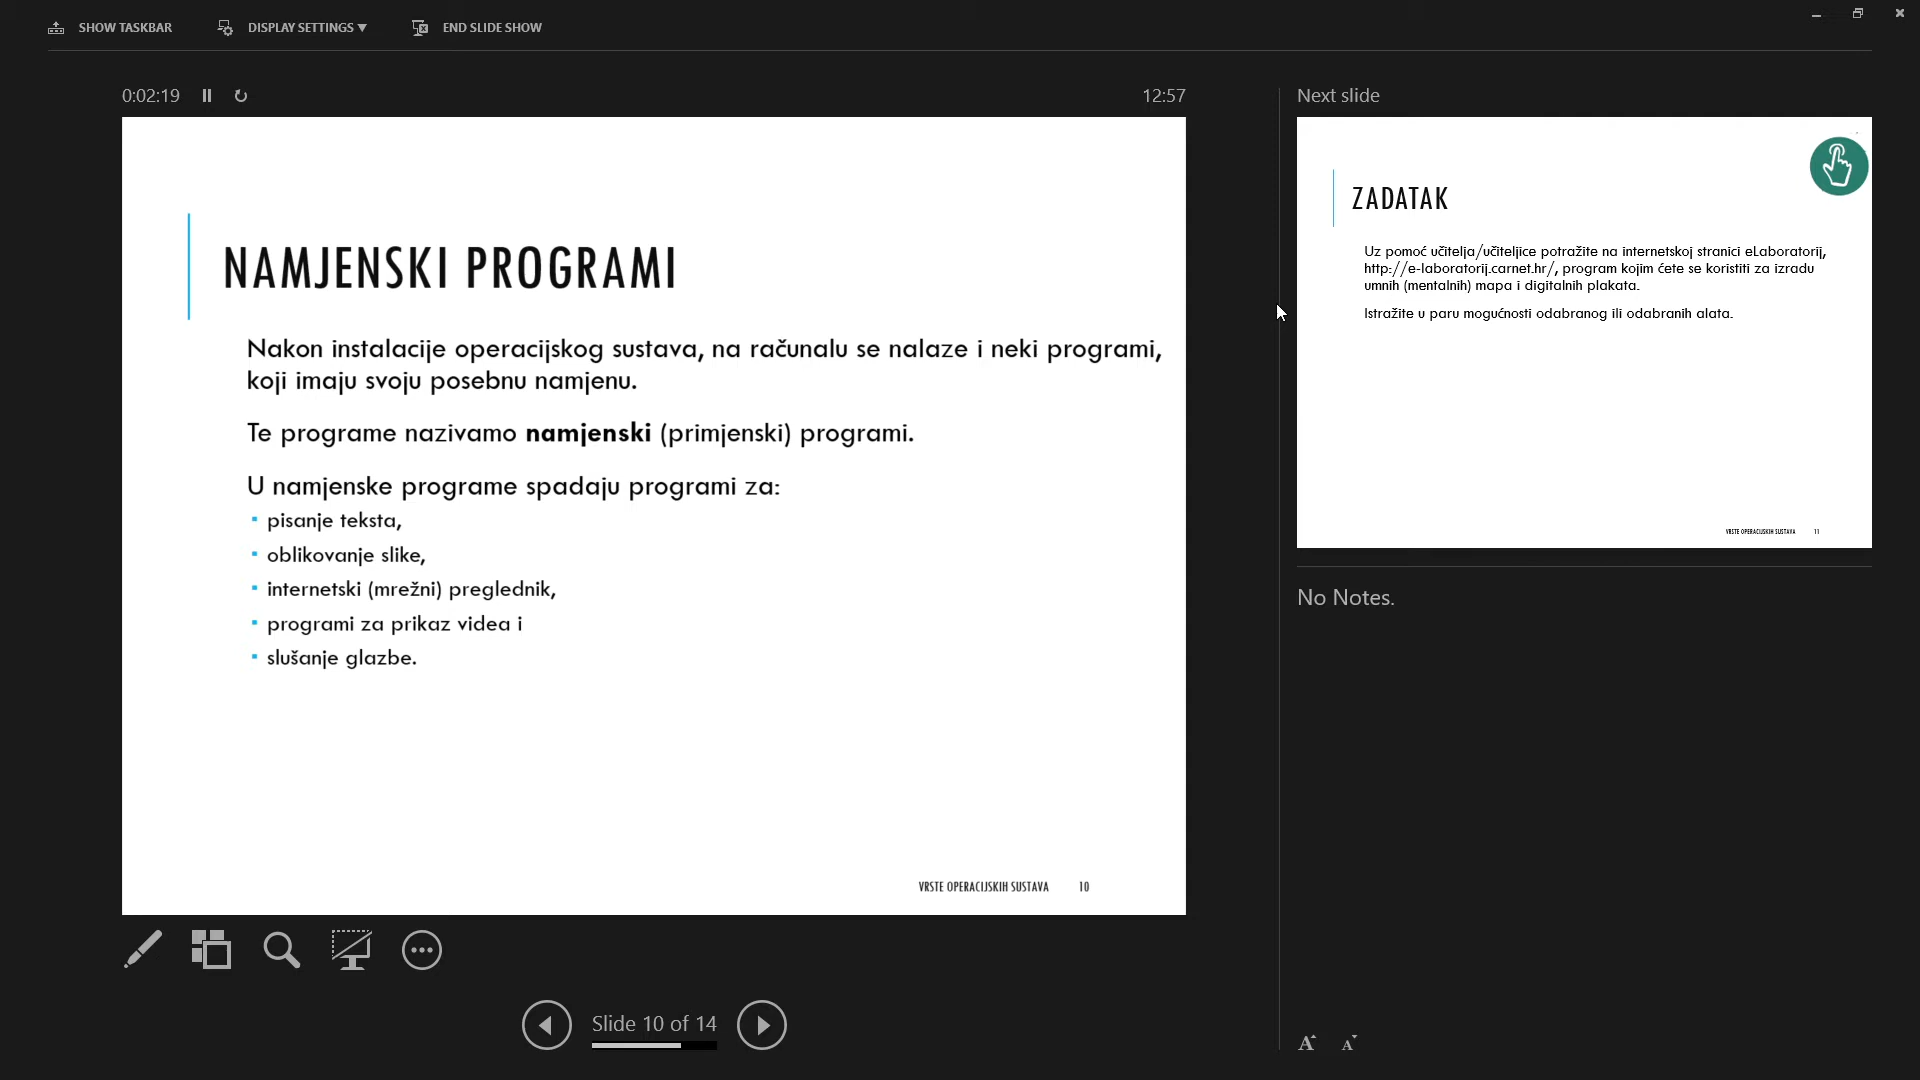 SHOW TASKBAR
DISPLAY SETTINGS
END SLIDE SHOW
0:02:19
12:57
NAMJENSKI PROGRAMI
Nakon instalacije operacijskog sustava, na računalu se nalaze i neki programi,
koji imaju svoju posebnu namjenu.
Te programe nazivamo namjenski (primjenski) programi.
U namjenske programe spadaju programi za:
pisanje teksta,
oblikovanje slike,
internetski (mrežni) preglednik,
programi za prikaz videa i
slušanje glazbe.
VRSTE OPERACIJSKIH SUSTAVA 10
Slide 10 of 14
Next slide
ZADATAK
Uz pomoć učitelja/učiteljice potražite na internetskoj stranici eLaboratorij,
http://e-laboratorij.carnet.hr/, program kojim ćete se koristiti za izradu
umnih (mentalnih) mapa i digitalnih plakata.
Istražite u paru mogućnosti odabranog ili odabranih alata.
VRSTE OPERACIJSKIH SUSTAVA 11
No Notes.
A A